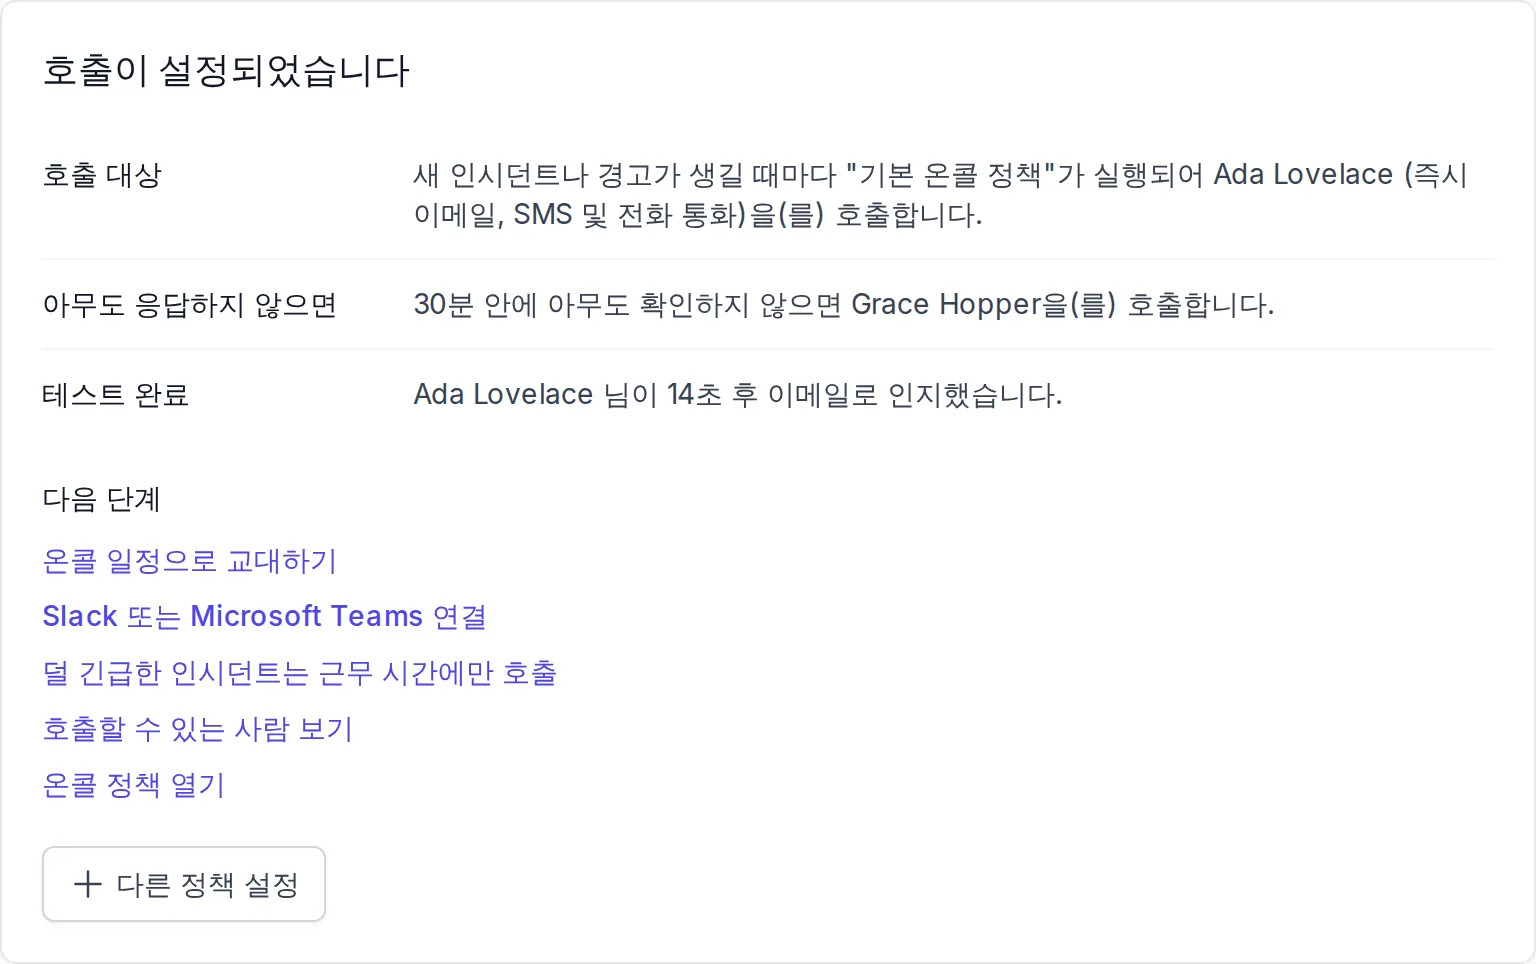 호출이 설정되었습니다
호출 대상
새 인시던트나 경고가 생길 때마다 "기본 온콜 정책"가 실행되어 Ada Lovelace (즉시
이메일, SMS 및 전화 통화)을(를) 호출합니다.
아무도 응답하지 않으면
30분 안에 아무도 확인하지 않으면 Grace Hopper을(를) 호출합니다.
테스트 완료
Ada Lovelace 님이 14초 후 이메일로 인지했습니다.
다음 단계
온콜 일정으로 교대하기
Slack 또는 Microsoft Teams 연결
덜 긴급한 인시던트는 근무 시간에만 호출
호출할 수 있는 사람 보기
온콜 정책 열기
다른 정책 설정